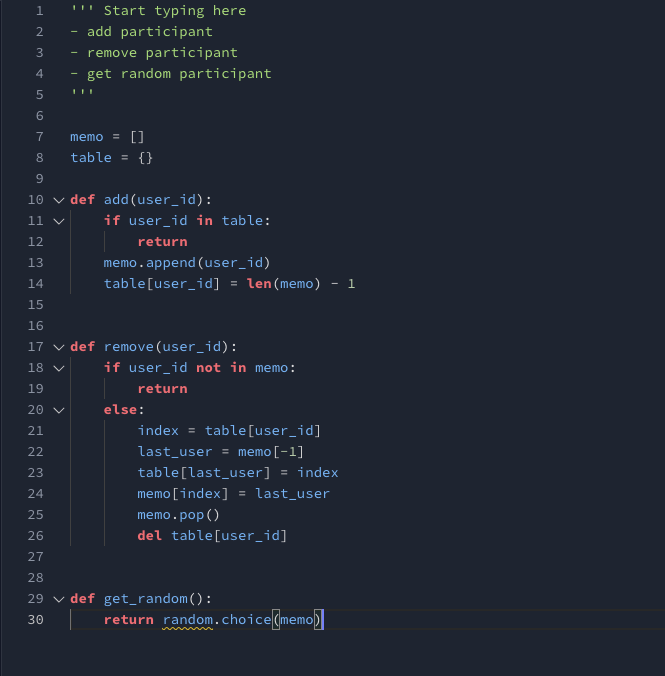 1 ''' Start typing here
2 - add participant
3 - remove participant
4 - get random participant
5 '''
6
7 memo = []
8 table = {}
9
10 def add(user_id):
11     if user_id in table:
12         return
13     memo.append(user_id)
14     table[user_id] = len(memo) - 1
15
16
17 def remove(user_id):
18     if user_id not in memo:
19         return
20     else:
21         index = table[user_id]
22         last_user = memo[-1]
23         table[last_user] = index
24         memo[index] = last_user
25         memo.pop()
26         del table[user_id]
27
28
29 def get_random():
30     return random.choice(memo)